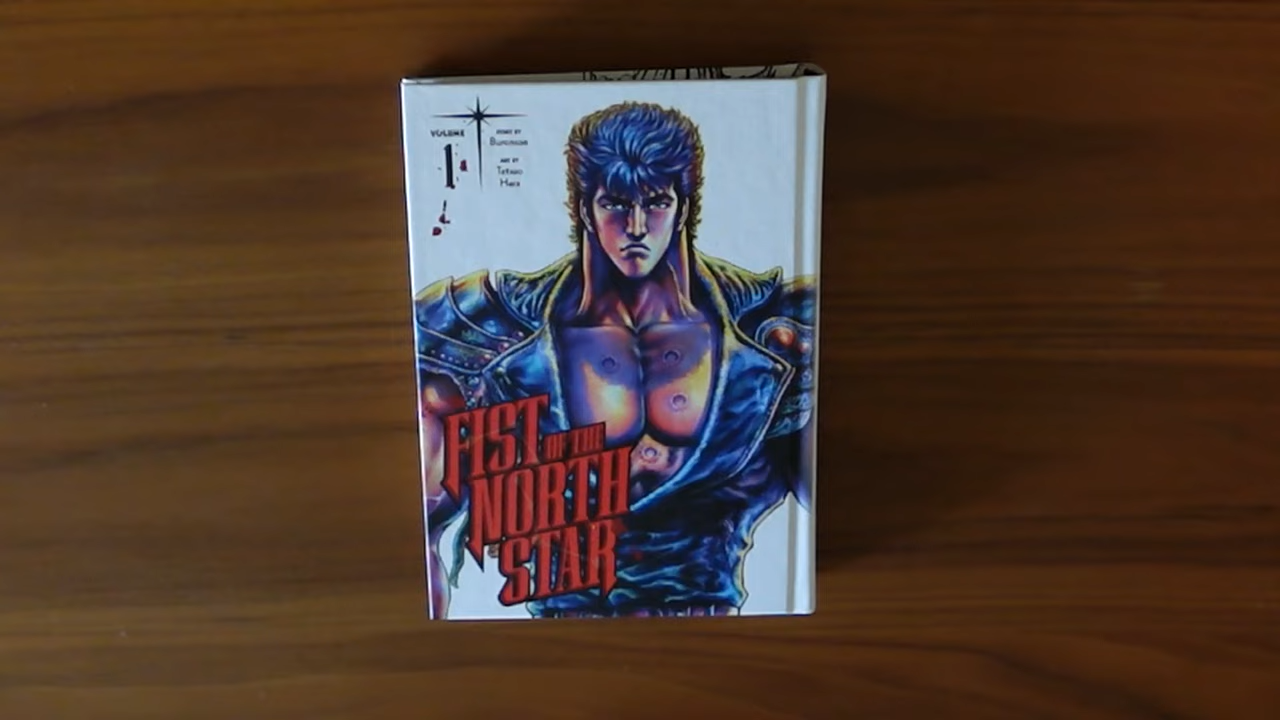 VOLUME
1
STORY BY
Buronson
ART BY
Tetsuo
Hara
FIST OF THE
NORTH
STAR